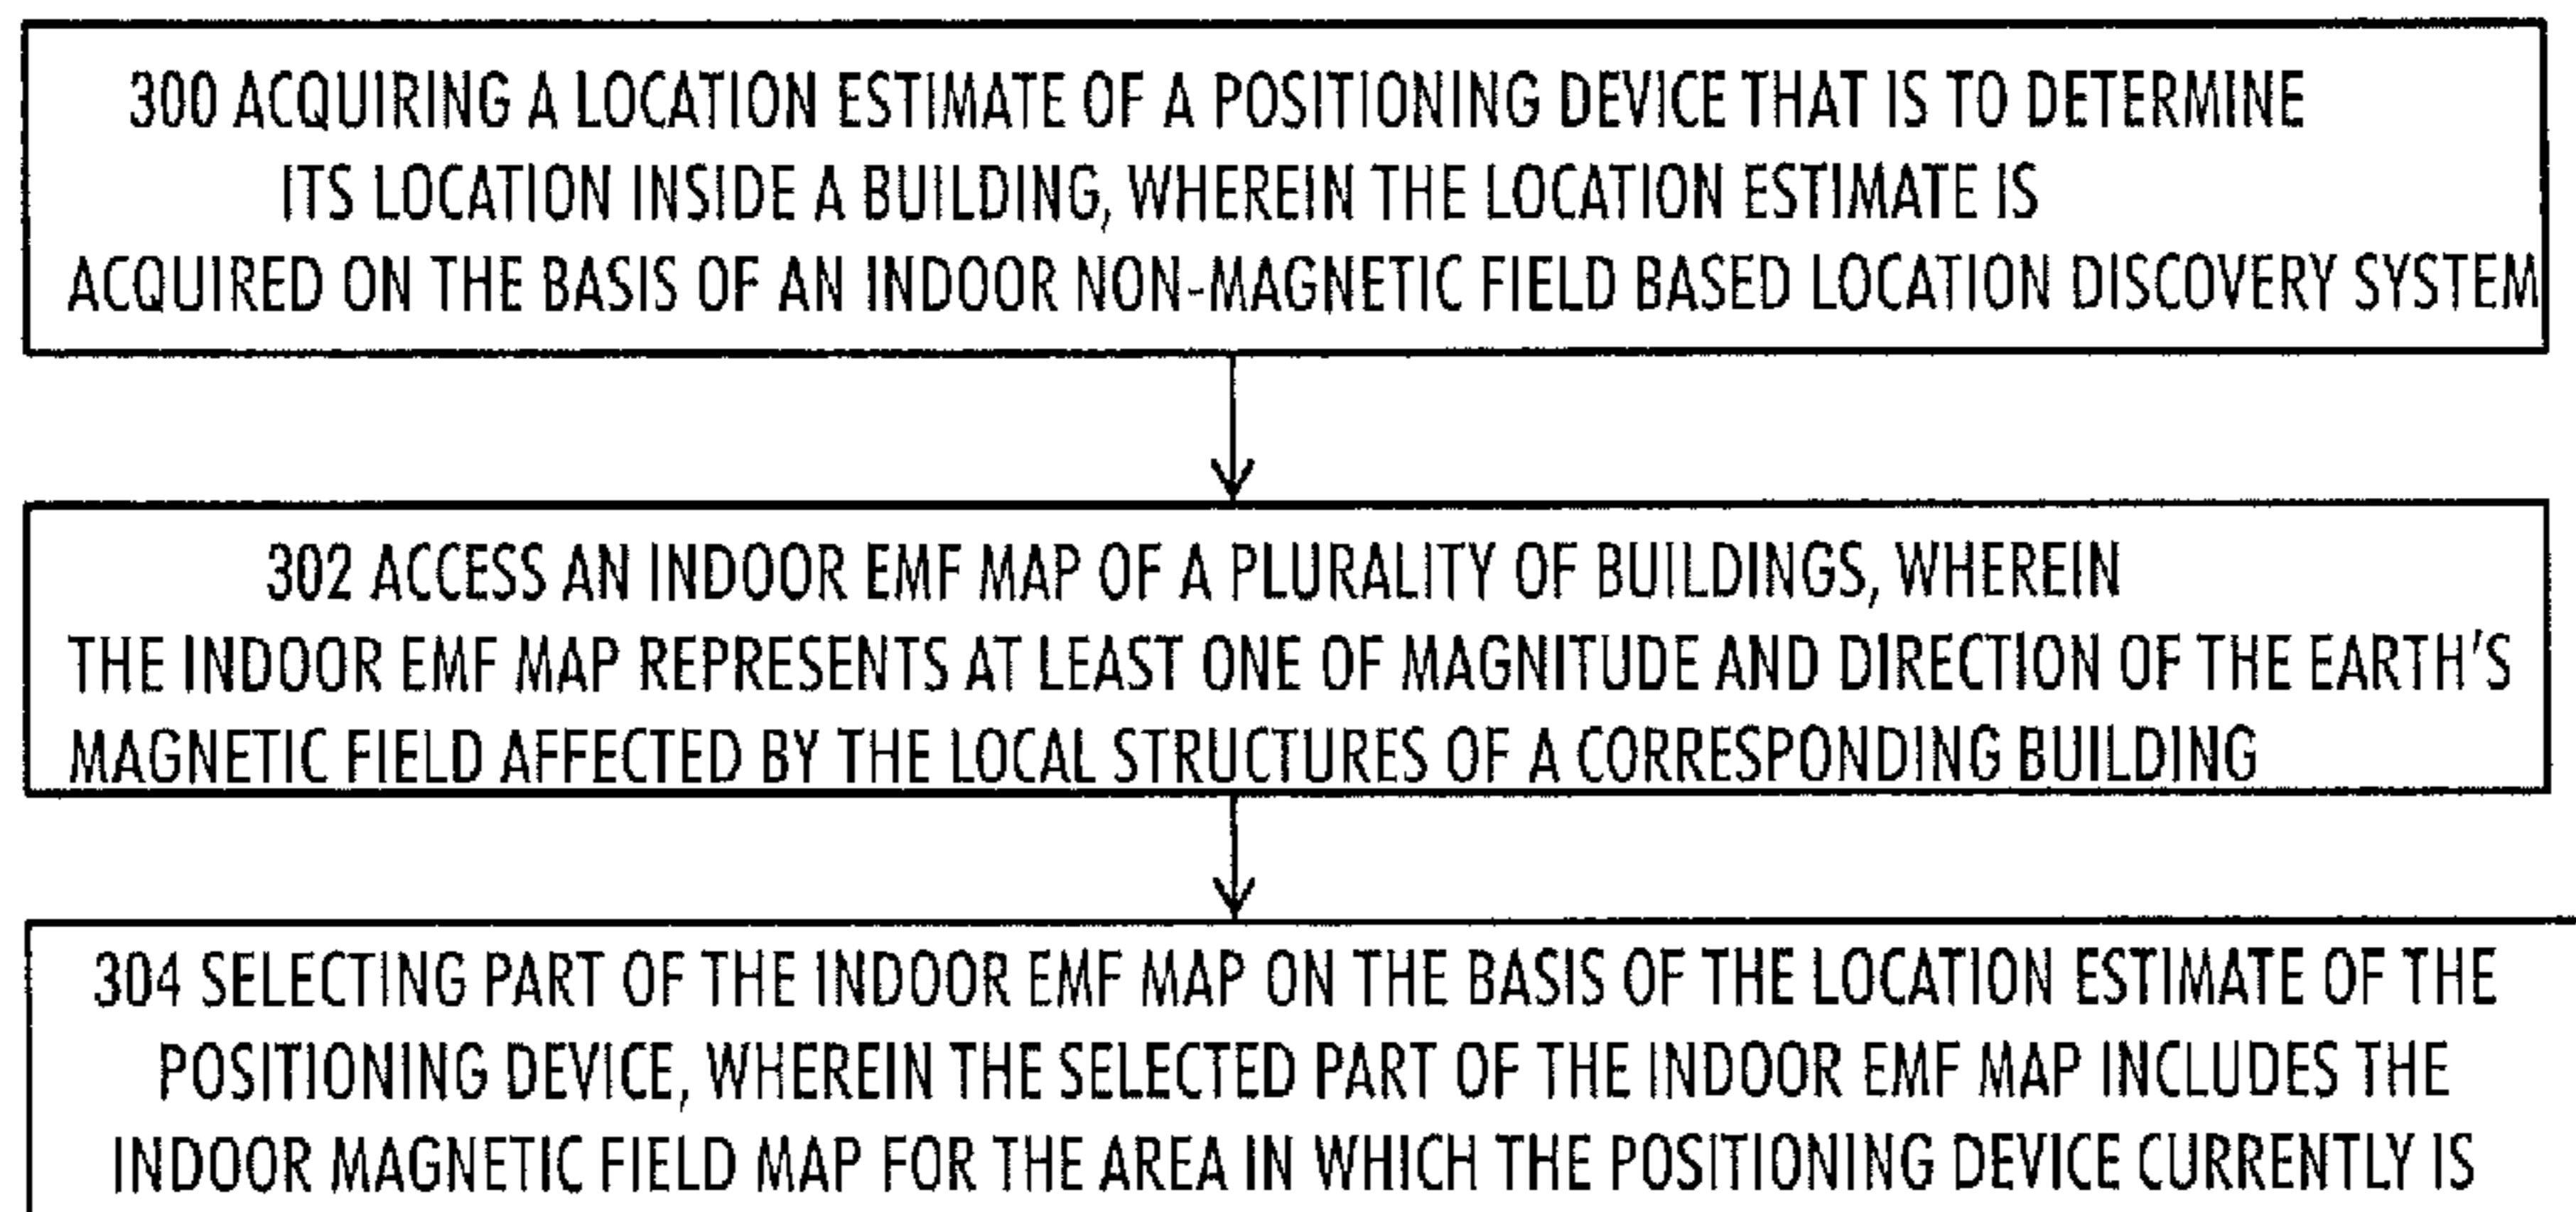 300 ACQUIRING A LOCATION ESTIMATE OF A POSITIONING DEVICE THAT IS TO DETERMINE
ITS LOCATION INSIDE A BUILDING, WHEREIN THE LOCATION ESTIMATE IS
ACQUIRED ON THE BASIS OF AN INDOOR NON-MAGNETIC FIELD BASED LOCATION DISCOVERY SYSTEM
302 ACCESS AN INDOOR EMF MAP OF A PLURALITY OF BUILDINGS, WHEREIN
THE INDOOR EMF MAP REPRESENTS AT LEAST ONE OF MAGNITUDE AND DIRECTION OF THE EARTH'S
MAGNETIC FIELD AFFECTED BY THE LOCAL STRUCTURES OF A CORRESPONDING BUILDING
304 SELECTING PART OF THE INDOOR EMF MAP ON THE BASIS OF THE LOCATION ESTIMATE OF THE
POSITIONING DEVICE, WHEREIN THE SELECTED PART OF THE INDOOR EMF MAP INCLUDES THE
INDOOR MAGNETIC FIELD MAP FOR THE AREA IN WHICH THE POSITIONING DEVICE CURRENTLY IS